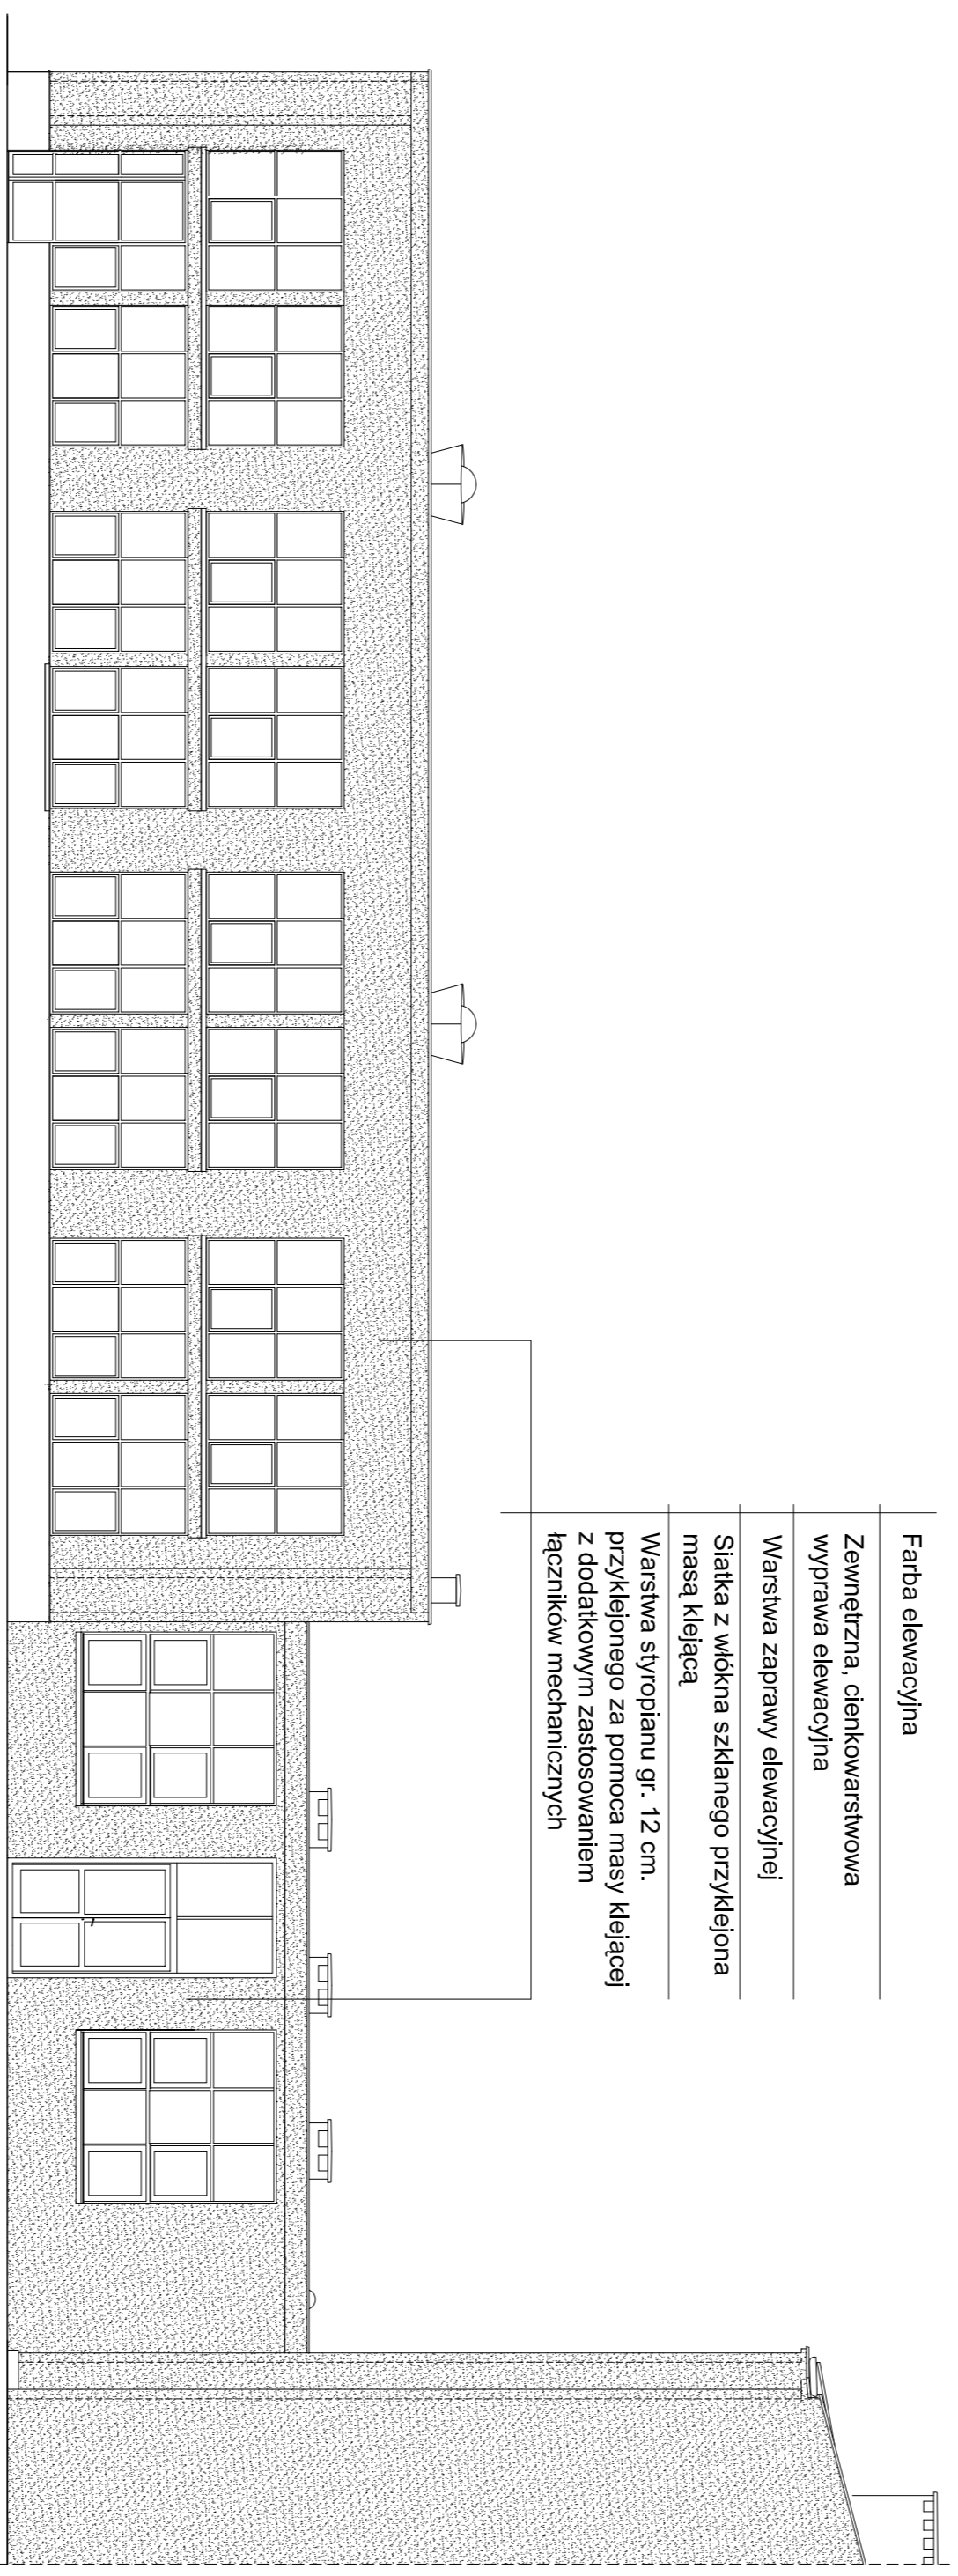 Farba elewacyjna
Zewnętrzna, cienkowarstwowa
wyprawa elewacyjna
Warstwa zaprawy elewacyjnej
Siatka z włókna szklanego przyklejona
masą klejącą
Warstwa styropianu gr. 12 cm.
przyklejonego za pomoca masy klejącej
z dodatkowym zastosowaniem
łączników mechanicznych